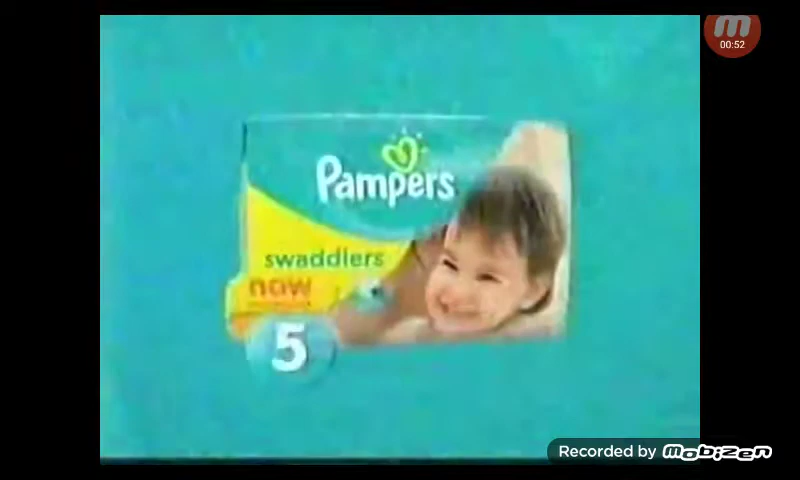 00:52
Pampers
swaddlers
now
5
Recorded by mobizen